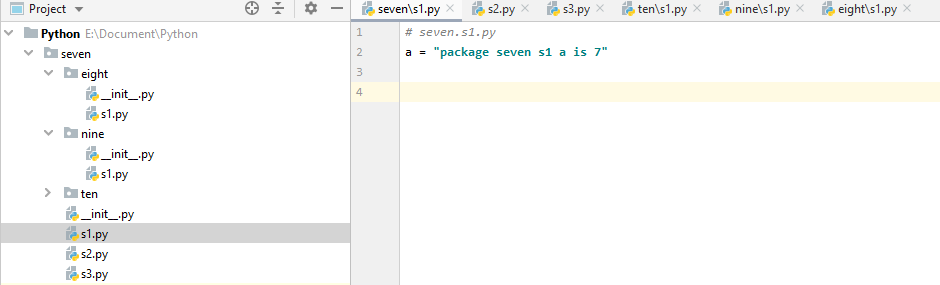 Project
seven\s1.py s2.py s3.py ten\s1.py nine\s1.py eight\s1.py
Python E:\Document\Python
seven
eight
__init__.py
s1.py
nine
__init__.py
s1.py
ten
__init__.py
s1.py
s2.py
s3.py
1 # seven.s1.py
2 a = "package seven s1 a is 7"
3
4